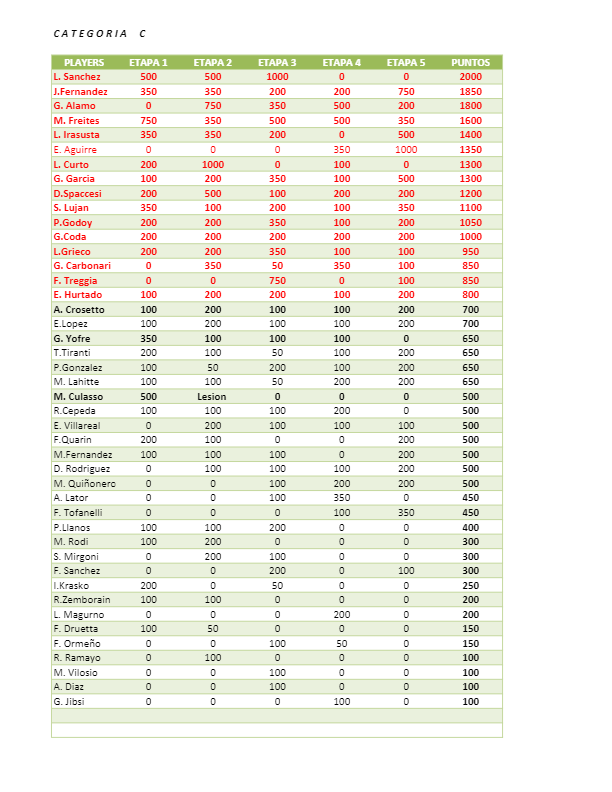 CATEGORIA C
PLAYERS ETAPA 1 ETAPA 2 ETAPA 3 ETAPA 4 ETAPA 5 PUNTOS
L. Sanchez 500 500 1000 0 0 2000
J.Fernandez 350 350 200 200 750 1850
G. Alamo 0 750 350 500 200 1800
M. Freites 750 350 500 500 350 1600
L. Irasusta 350 350 200 0 500 1400
E. Aguirre 0 0 0 350 1000 1350
L. Curto 200 1000 0 100 0 1300
G. Garcia 100 200 350 100 500 1300
D.Spaccesi 200 500 100 200 200 1200
S. Lujan 350 100 200 100 350 1100
P.Godoy 200 200 350 100 200 1050
G.Coda 200 200 200 200 200 1000
L.Grieco 200 200 350 100 100 950
G. Carbonari 0 350 50 350 100 850
F. Treggia 0 0 750 0 100 850
E. Hurtado 100 200 200 100 200 800
A. Crosetto 100 200 100 100 200 700
E.Lopez 100 200 100 100 200 700
G. Yofre 350 100 100 100 0 650
T.Tiranti 200 100 50 100 200 650
P.Gonzalez 100 50 200 100 200 650
M. Lahitte 100 100 50 200 200 650
M. Culasso 500 Lesion 0 0 0 500
R.Cepeda 100 100 100 200 0 500
E. Villareal 0 200 100 100 100 500
F.Quarin 200 100 0 0 200 500
M.Fernandez 100 100 100 0 200 500
D. Rodriguez 0 100 100 100 200 500
M. Quiñonero 0 0 100 200 200 500
A. Lator 0 0 100 350 0 450
F. Tofanelli 0 0 0 100 350 450
P.Llanos 100 100 200 0 0 400
M. Rodi 100 200 0 0 0 300
S. Mirgoni 0 200 100 0 0 300
F. Sanchez 0 0 200 0 100 300
I.Krasko 200 0 50 0 0 250
R.Zemborain 100 100 0 0 0 200
L. Magurno 0 0 0 200 0 200
F. Druetta 100 50 0 0 0 150
F. Ormeño 0 0 100 50 0 150
R. Ramayo 0 100 0 0 0 100
M. Vilosio 0 0 100 0 0 100
A. Diaz 0 0 100 0 0 100
G. Jibsi 0 0 0 100 0 100